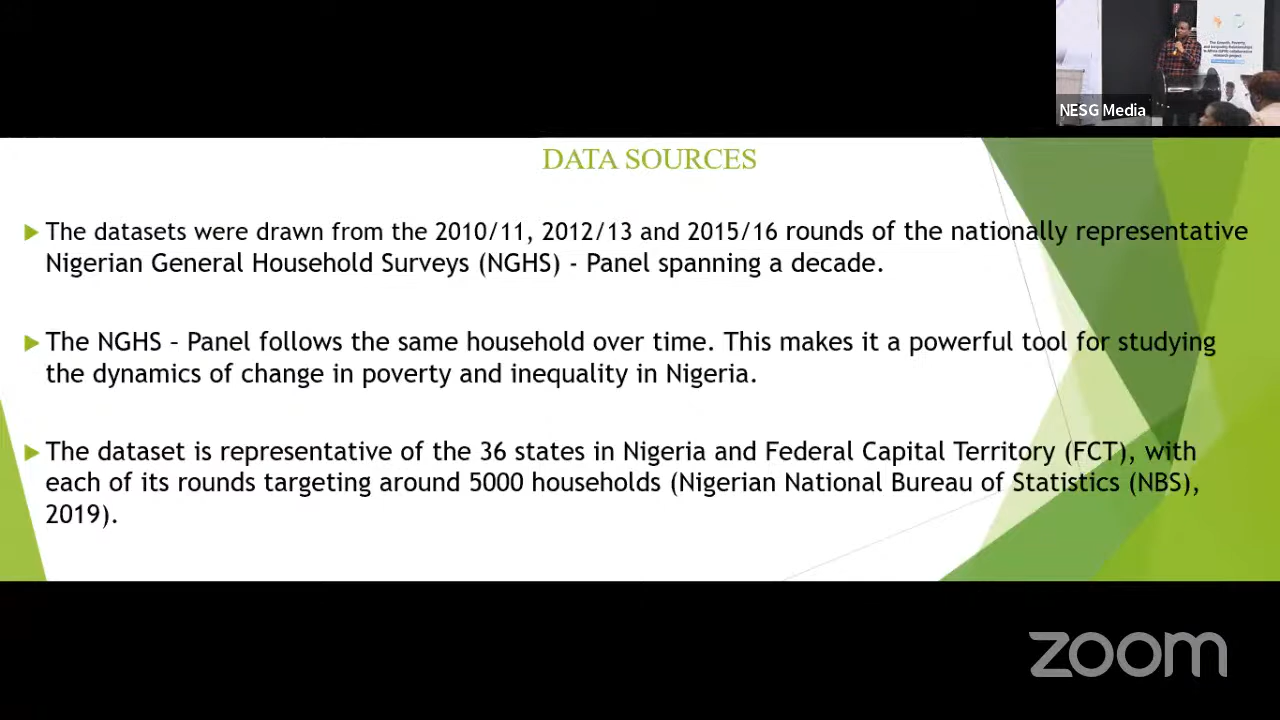 NESG Media
DATA SOURCES
The datasets were drawn from the 2010/11, 2012/13 and 2015/16 rounds of the nationally representative
Nigerian General Household Surveys (NGHS) - Panel spanning a decade.
The NGHS – Panel follows the same household over time. This makes it a powerful tool for studying
the dynamics of change in poverty and inequality in Nigeria.
The dataset is representative of the 36 states in Nigeria and Federal Capital Territory (FCT), with
each of its rounds targeting around 5000 households (Nigerian National Bureau of Statistics (NBS),
2019).
zoom